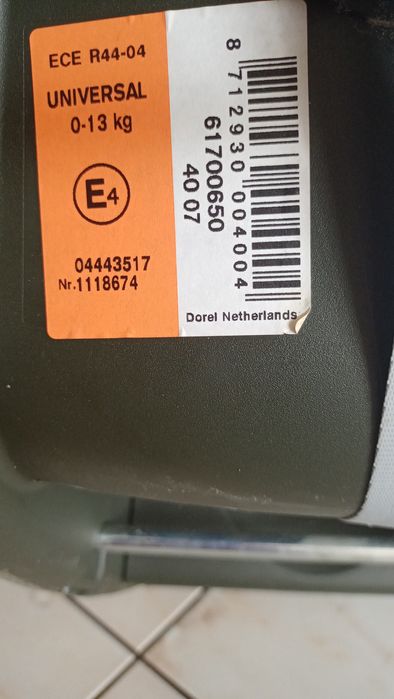 ECE R44-04
UNIVERSAL
0-13 kg
E4
04443517
Nr.1118674
8 712930 004004
61700650
40 07
Dorel Netherlands